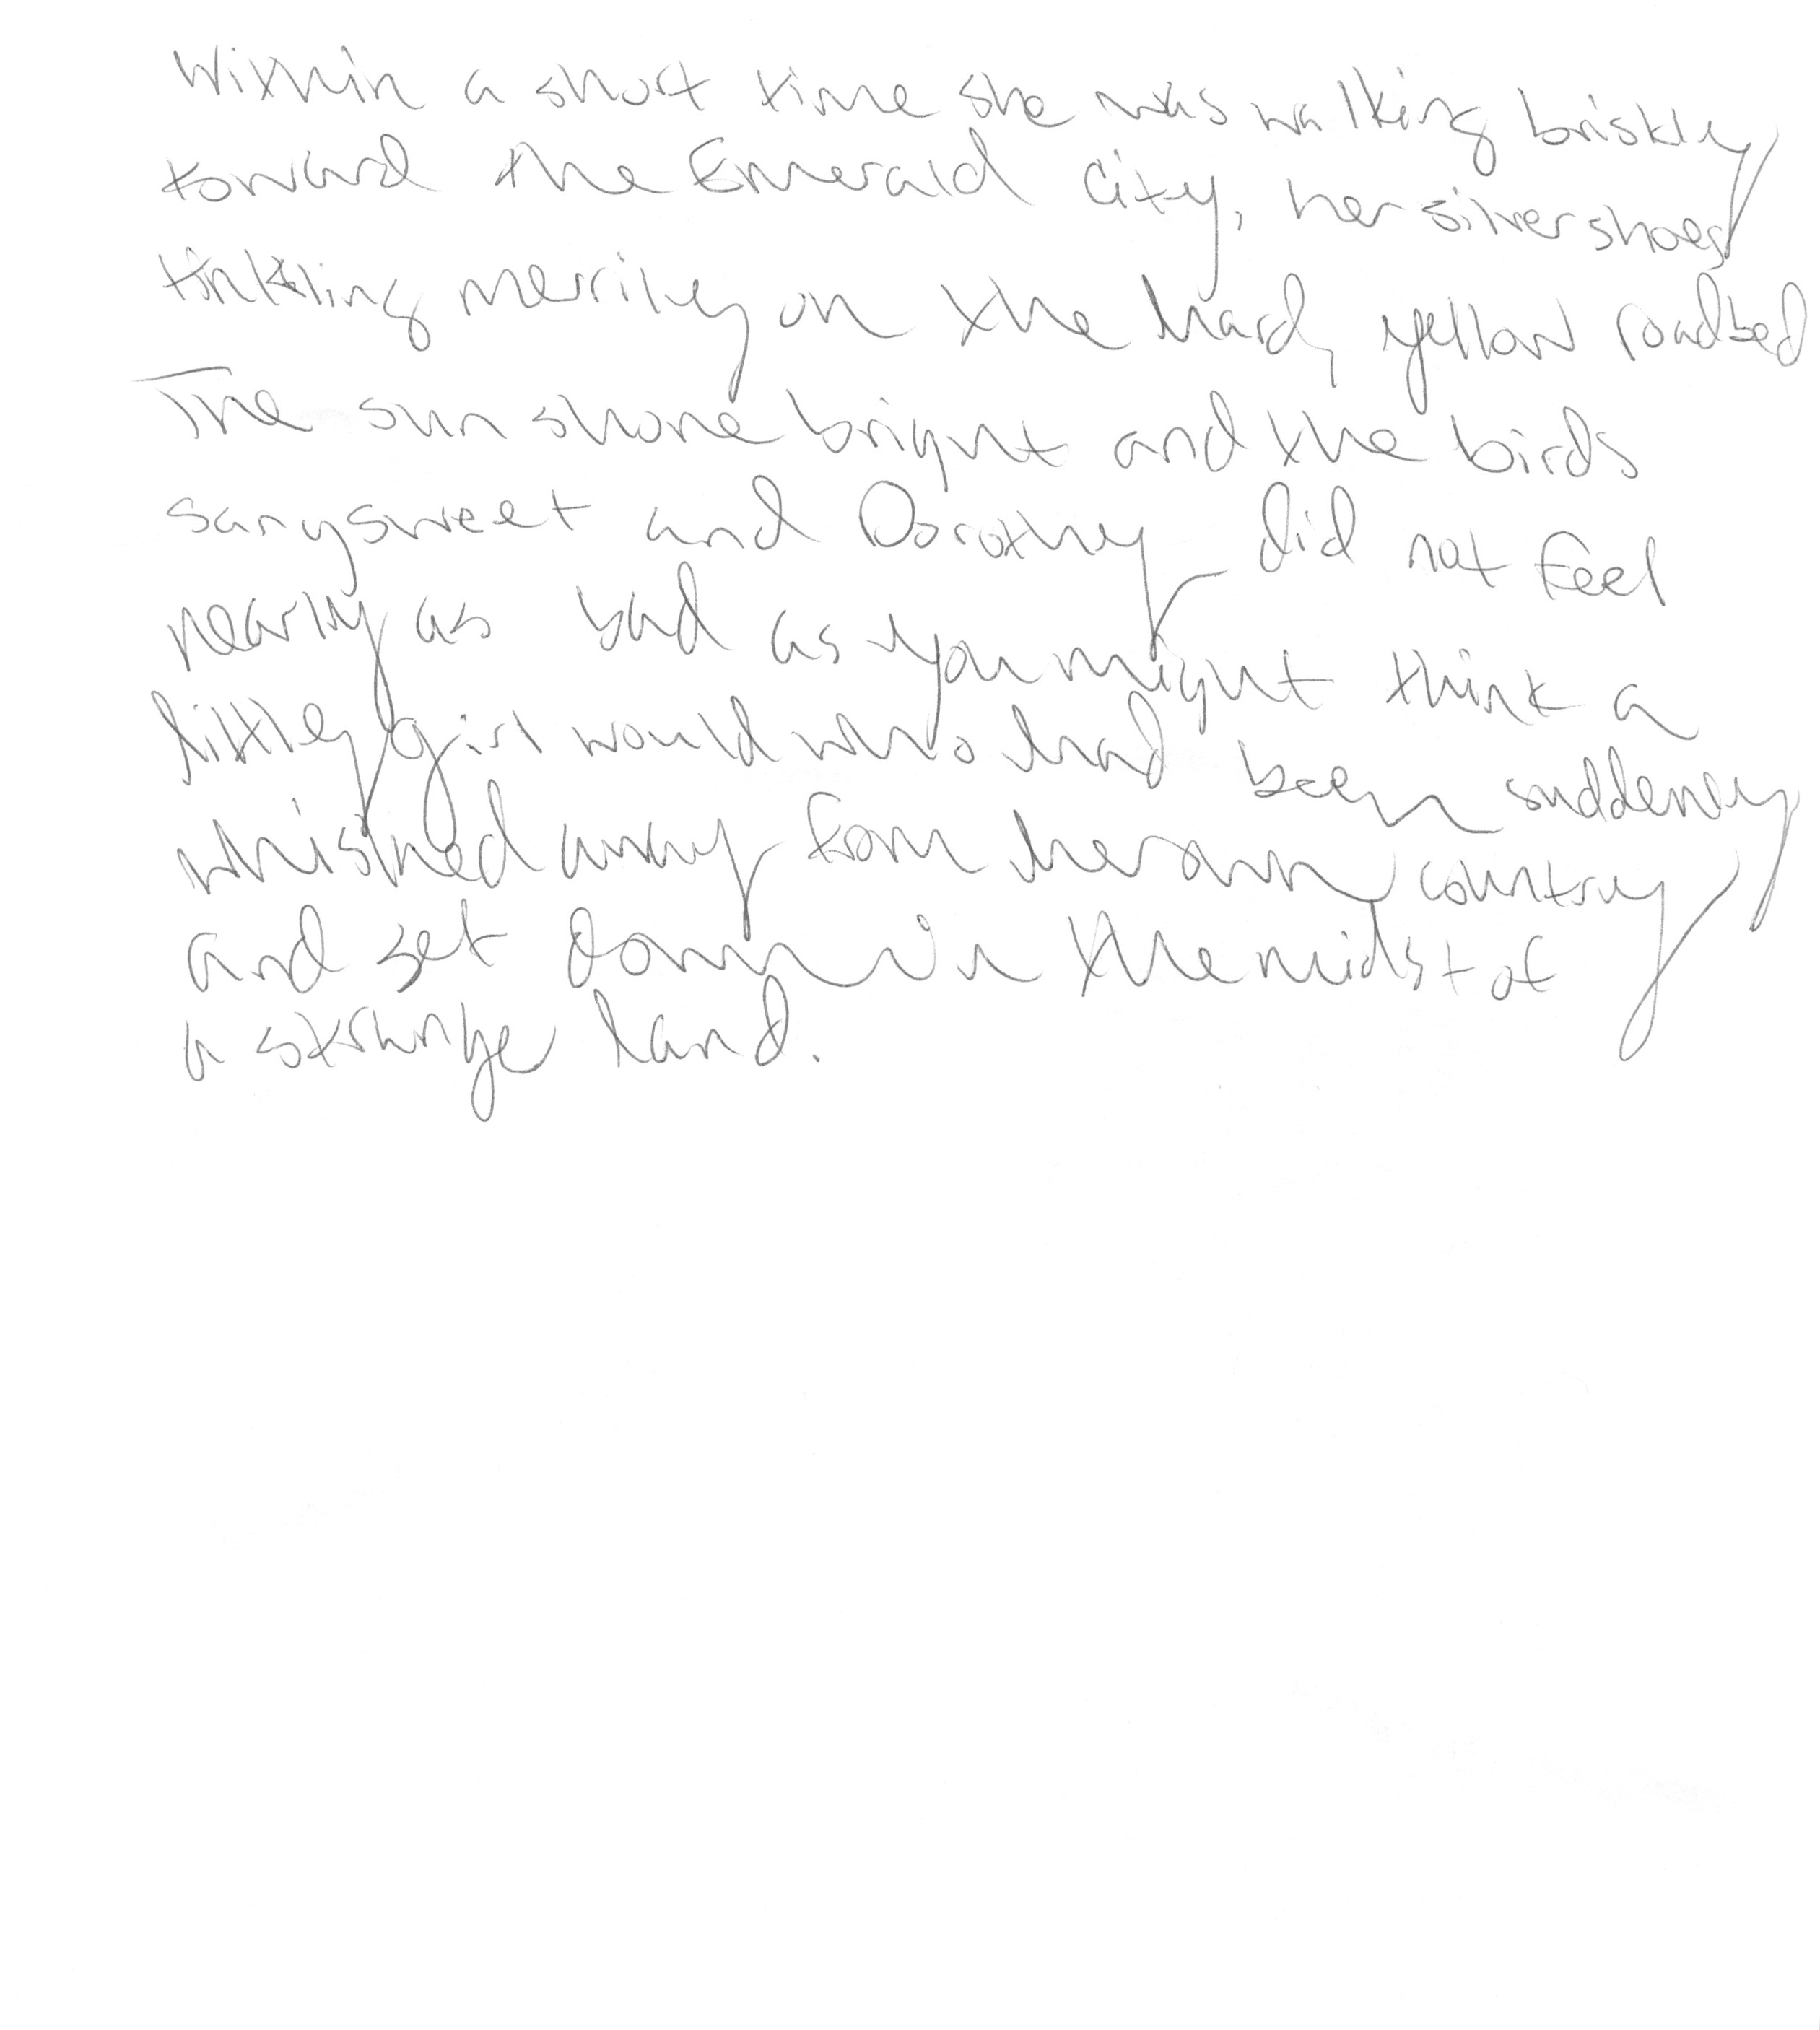 Within a short time she was walking briskly
toward the Emerald City, her silver shoes
tinkling merrily on the hard, yellow roadbed
The sun shone bright and the birds
sang sweet and Dorothy did not feel
nearly as bad as you might think a
little girl would who had been suddenly
whisked away from her own country
and set down in the midst of
a strange land.